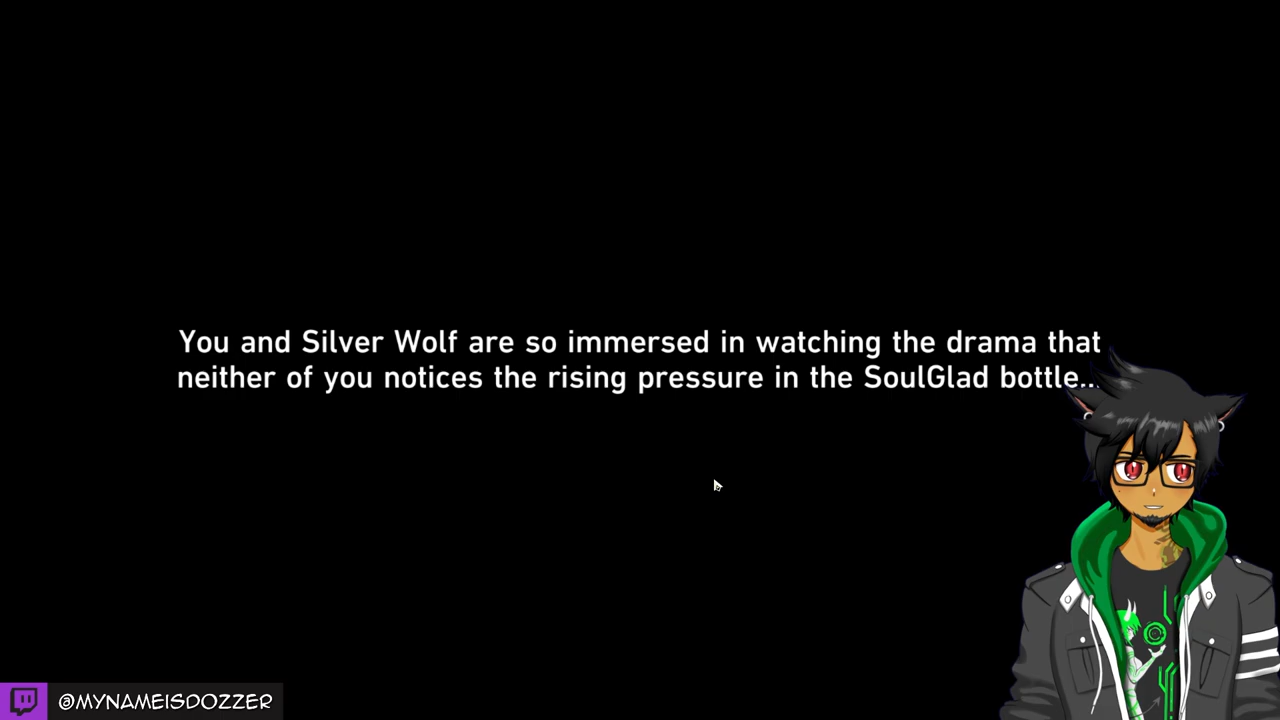 You and Silver Wolf are so immersed in watching the drama that
neither of you notices the rising pressure in the SoulGlad bottle...
@MYNAMEISDOZZER